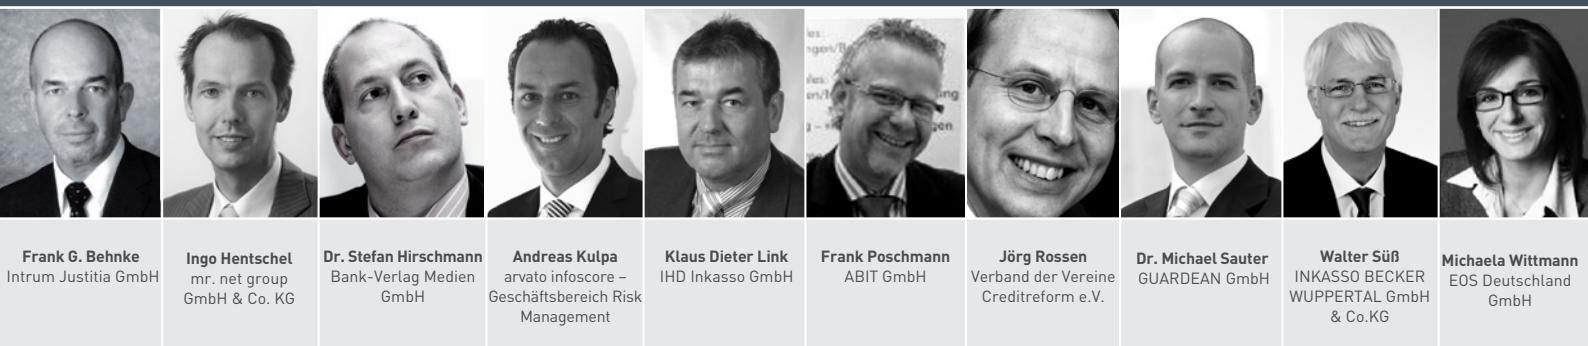 Frank G. Behnke
Intrum Justitia GmbH
Ingo Hentschel
mr. net group
GmbH & Co. KG
Dr. Stefan Hirschmann
Bank-Verlag Medien
GmbH
Andreas Kulpa
arvato infoscore –
Geschäftsbereich Risk
Management
Klaus Dieter Link
IHD Inkasso GmbH
Frank Poschmann
ABIT GmbH
Jörg Rossen
Verband der Vereine
Creditreform e.V.
Dr. Michael Sauter
GUARDEAN GmbH
Walter Süß
INKASSO BECKER
WUPPERTAL GmbH
& Co.KG
Michaela Wittmann
EOS Deutschland
GmbH